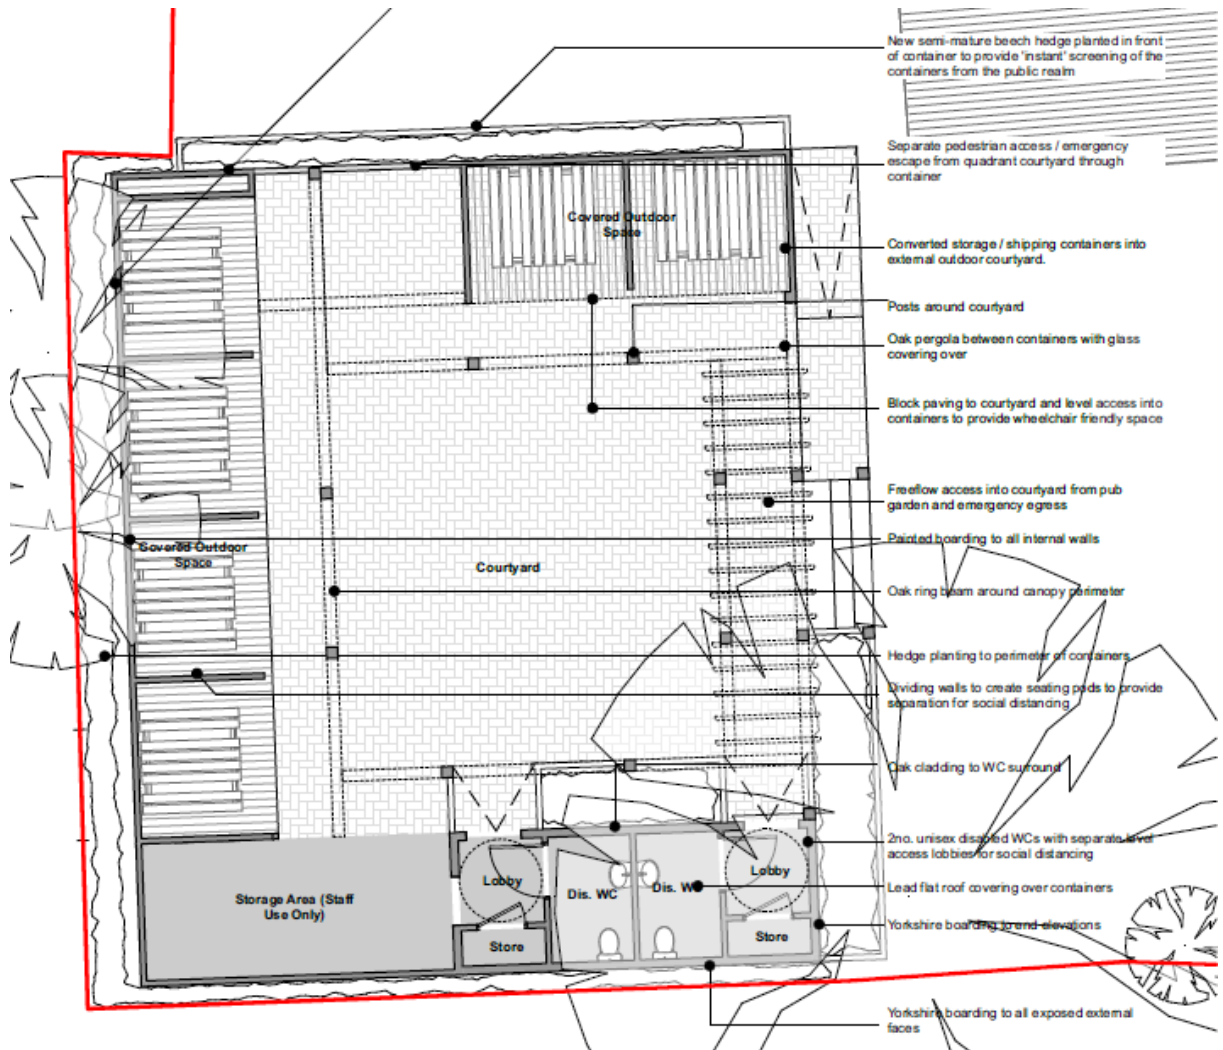 New semi-mature beech hedge planted in front
of container to provide 'instant' screening of the
containers from the public realm
Separate pedestrian access / emergency
escape from quadrant courtyard through
container
Covered Outdoor
Space
Converted storage / shipping containers into
external outdoor courtyard.
Posts around courtyard
Oak pergola between containers with glass
covering over
Block paving to courtyard and level access into
containers to provide wheelchair friendly space
Freeflow access into courtyard from pub
garden and emergency egress
Painted boarding to all internal walls
Covered Outdoor
Space
Courtyard
Oak ring beam around canopy perimeter
Hedge planting to perimeter of containers
Dividing walls to create seating pods to provide
separation for social distancing
Oak cladding to WC surround
2no. unisex disabled WCs with separate level
access lobbies for social distancing
Lobby
Lobby
Dis. WC
Dis. WC
Lead flat roof covering over containers
Storage Area (Staff
Use Only)
Yorkshire boarding to end elevations
Store
Store
Yorkshire boarding to all exposed external
faces